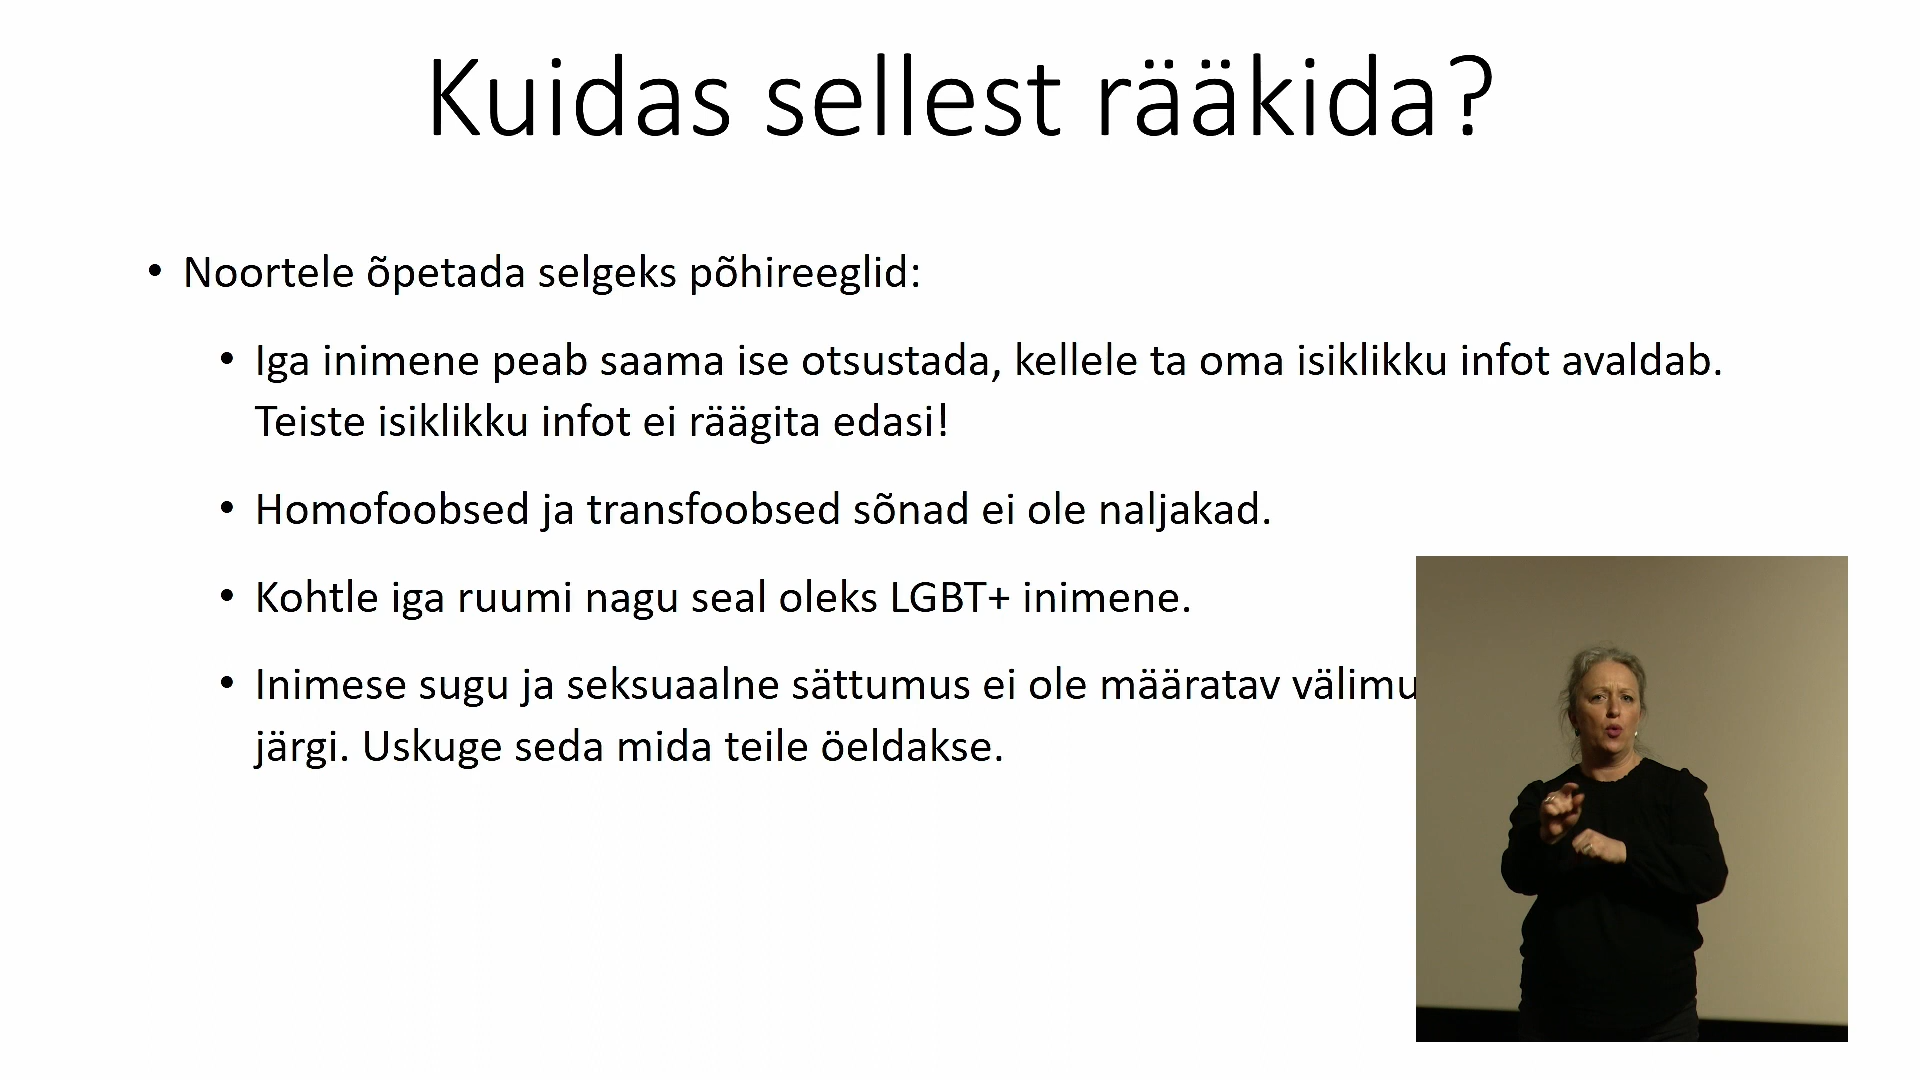 Kuidas sellest rääkida?
• Noortele õpetada selgeks põhireeglid:
• Iga inimene peab saama ise otsustada, kellele ta oma isiklikku infot avaldab.
Teiste isiklikku infot ei räägita edasi!
• Homofoobsed ja transfoobsed sõnad ei ole naljakad.
• Kohtle iga ruumi nagu seal oleks LGBT+ inimene.
• Inimese sugu ja seksuaalne sättumus ei ole määratav
järgi. Uskuge seda mida teile öeldakse.